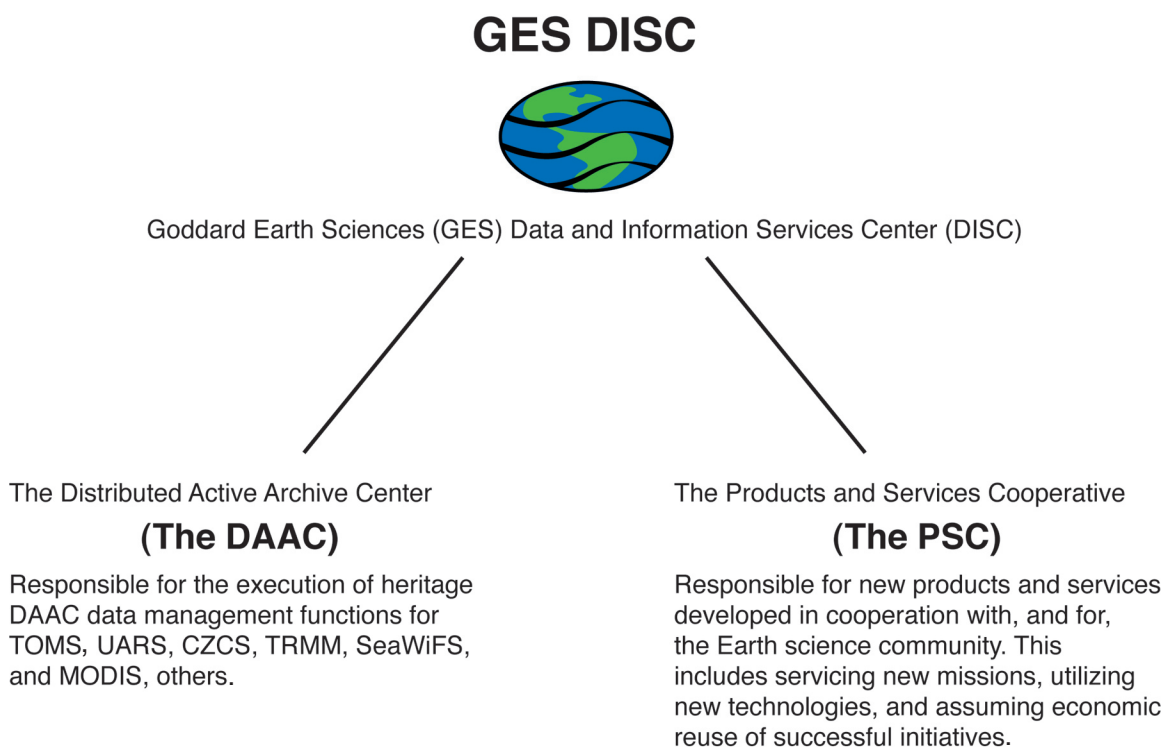 GES DISC
Goddard Earth Sciences (GES) Data and Information Services Center (DISC)
The Distributed Active Archive Center
(The DAAC)
Responsible for the execution of heritage
DAAC data management functions for
TOMS, UARS, CZCS, TRMM, SeaWiFS,
and MODIS, others.
The Products and Services Cooperative
(The PSC)
Responsible for new products and services
developed in cooperation with, and for,
the Earth science community. This
includes servicing new missions, utilizing
new technologies, and assuming economic
reuse of successful initiatives.